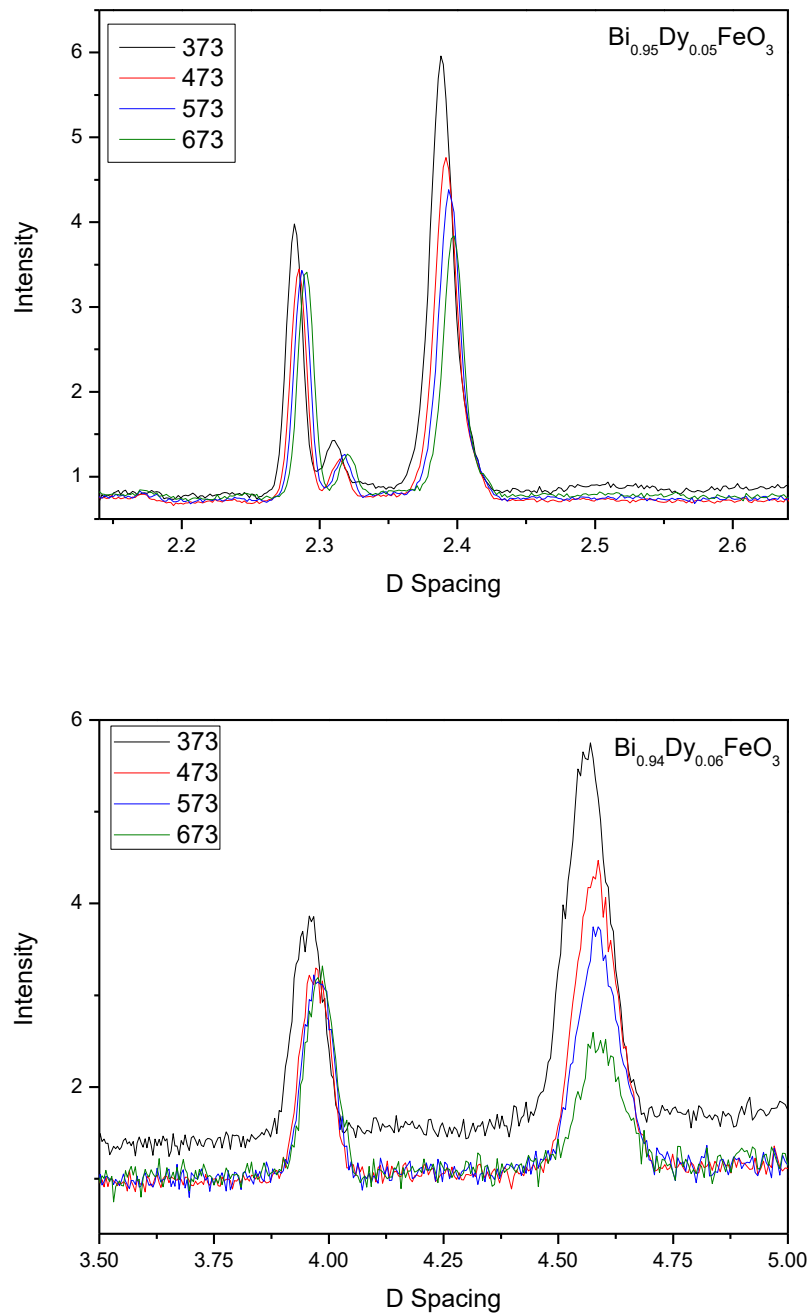 Bi0.95Dy0.05FeO3
373
473
573
673
6
5
4
3
2
1
Intensity
2.2 2.3 2.4 2.5 2.6
D Spacing
Bi0.94Dy0.06FeO3
373
473
573
673
6
4
2
Intensity
3.50 3.75 4.00 4.25 4.50 4.75 5.00
D Spacing